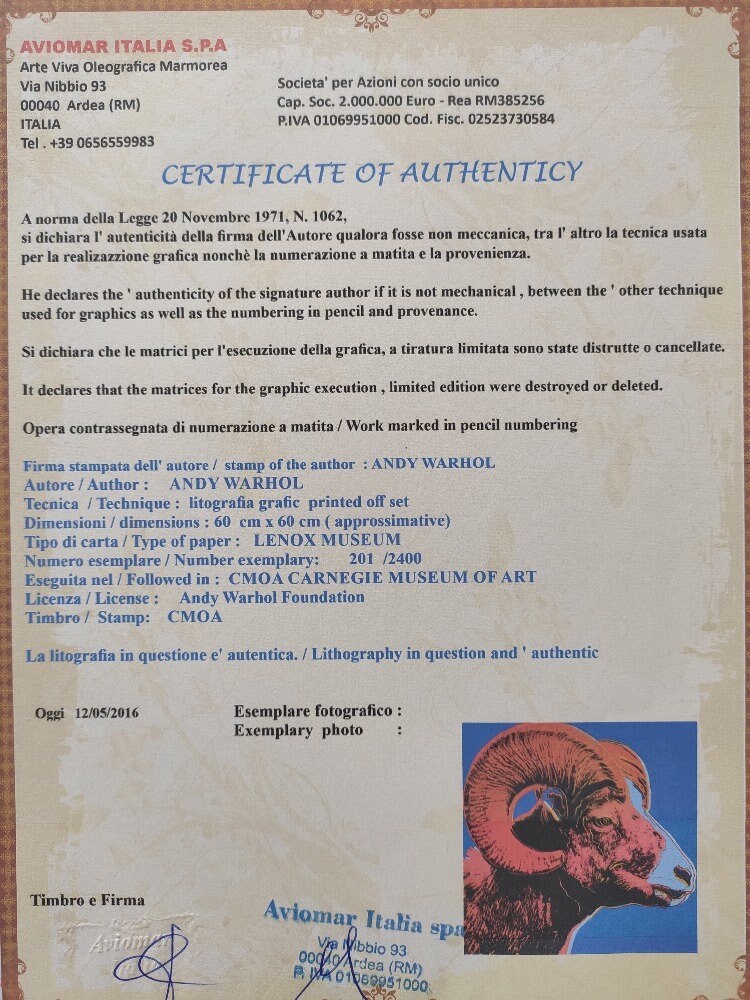 AVIOMAR ITALIA S.P.A
Arte Viva Oleografica Marmorea
Via Nibbio 93
00040 Ardea (RM)
ITALIA
Tel . +39 0656559983
Societa' per Azioni con socio unico
Cap. Soc. 2.000.000 Euro - Rea RM385256
P.IVA 01069951000 Cod. Fisc. 02523730584
CERTIFICATE OF AUTHENTICY
A norma della Legge 20 Novembre 1971, N. 1062,
si dichiara l' autenticità della firma dell'Autore qualora fosse non meccanica, tra l' altro la tecnica usata
per la realizazzione grafica nonchè la numerazione a matita e la provenienza.
He declares the ' authenticity of the signature author if it is not mechanical , between the ' other technique
used for graphics as well as the numbering in pencil and provenance.
Si dichiara che le matrici per l'esecuzione della grafica, a tiratura limitata sono state distrutte o cancellate.
It declares that the matrices for the graphic execution , limited edition were destroyed or deleted.
Opera contrassegnata di numerazione a matita / Work marked in pencil numbering
Firma stampata dell' autore / stamp of the author : ANDY WARHOL
Autore / Author : ANDY WARHOL
Tecnica / Technique : litografia grafic printed off set
Dimensioni / dimensions : 60 cm x 60 cm ( approssimative)
Tipo di carta / Type of paper : LENOX MUSEUM
Numero esemplare / Number exemplary: 201 /2400
Eseguita nel / Followed in : CMOA CARNEGIE MUSEUM OF ART
Licenza / License : Andy Warhol Foundation
Timbro / Stamp: CMOA
La litografia in questione e' autentica. / Lithography in question and ' authentic
Oggi 12/05/2016
Esemplare fotografico :
Exemplary photo :
Timbro e Firma
Aviomar
Aviomar Italia spa
Via Nibbio 93
00040 Ardea (RM)
P. IVA 01069951000